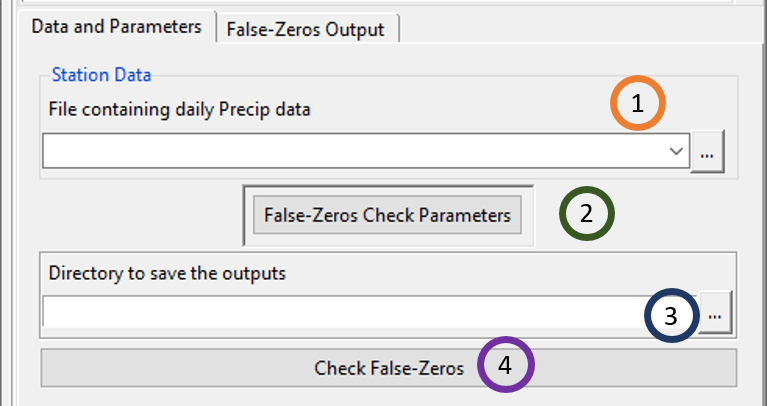 Data and Parameters
False-Zeros Output
Station Data
File containing daily Precip data
1
...
False-Zeros Check Parameters
2
Directory to save the outputs
3
...
Check False-Zeros
4